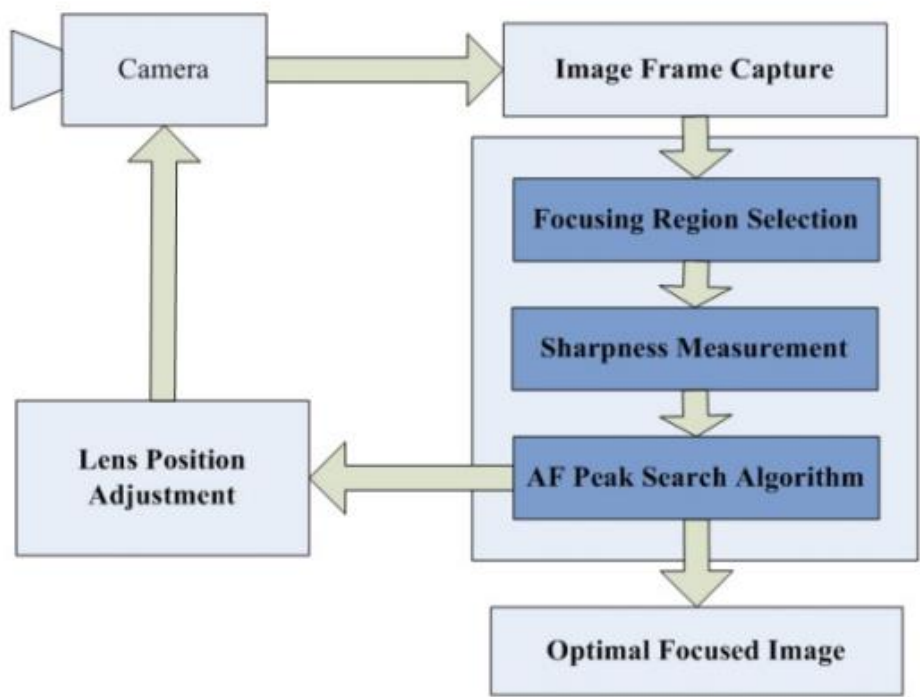 Camera
Image Frame Capture
Focusing Region Selection
Sharpness Measurement
AF Peak Search Algorithm
Lens Position
Adjustment
Optimal Focused Image